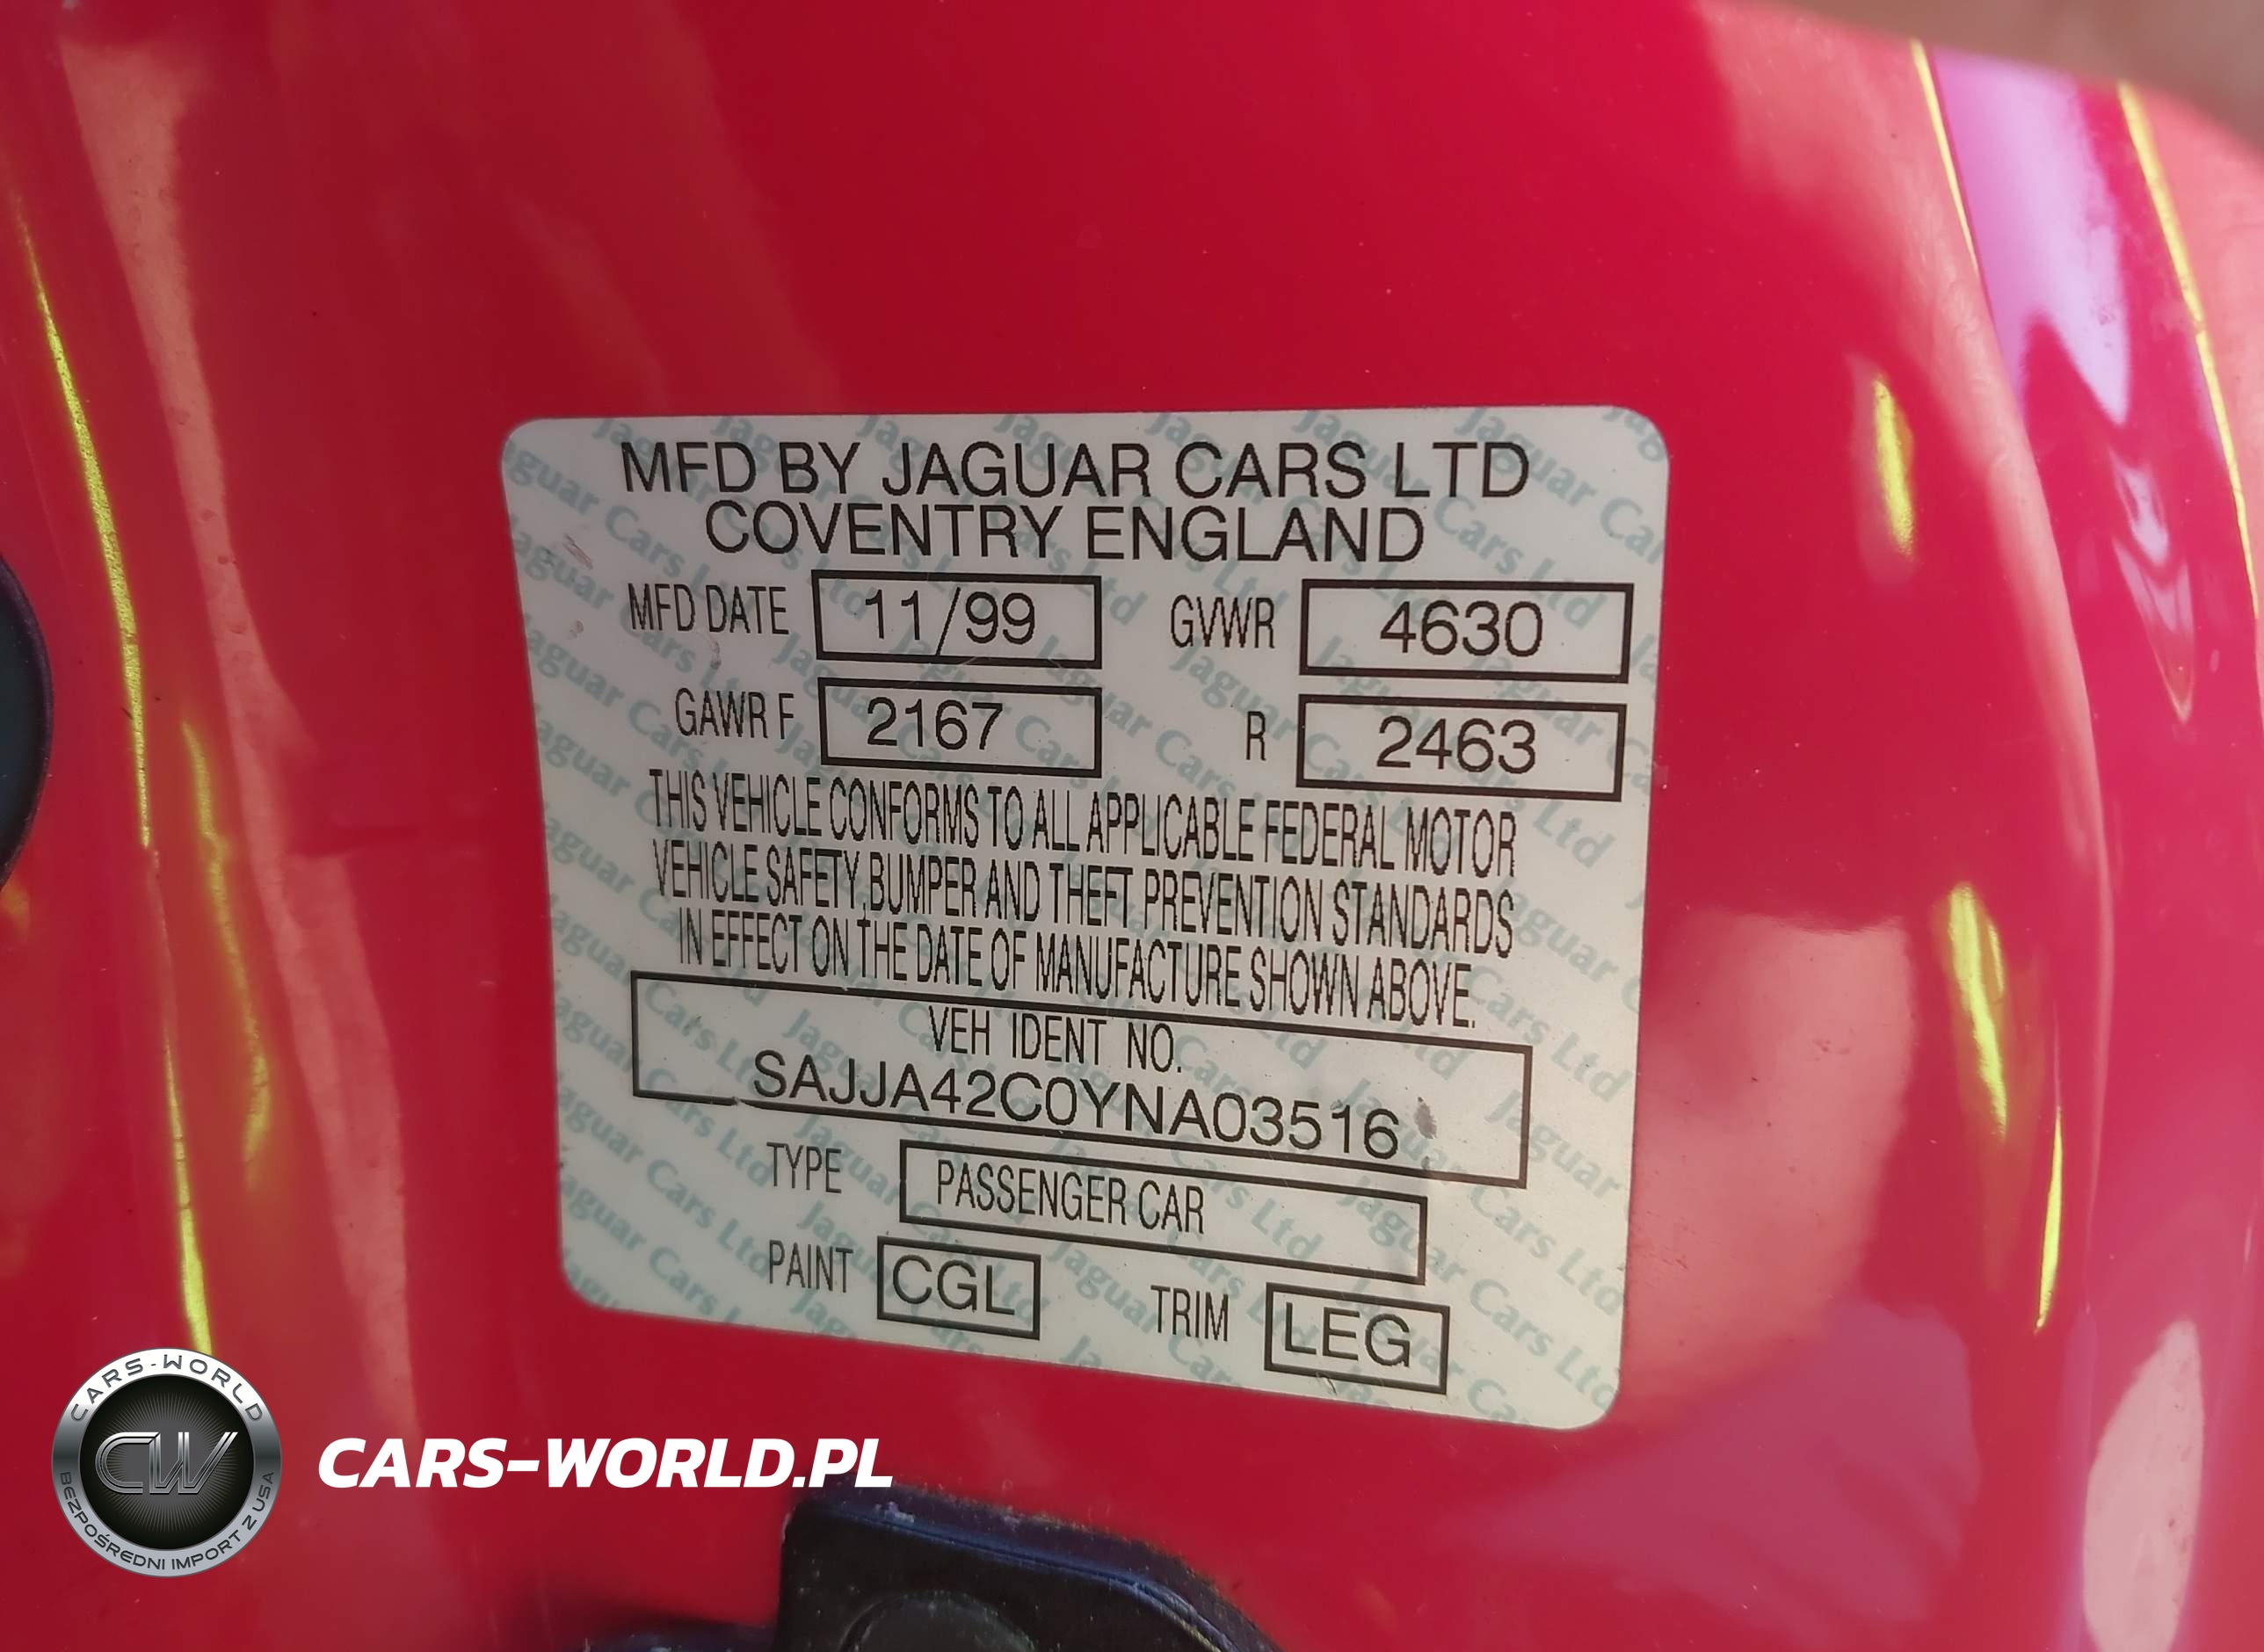 MFD BY JAGUAR CARS LTD
COVENTRY ENGLAND
MFD DATE 11/99 GVWR 4630
GAWR F 2167 R 2463
THIS VEHICLE CONFORMS TO ALL APPLICABLE FEDERAL MOTOR
VEHICLE SAFETY,BUMPER AND THEFT PREVENTION STANDARDS
IN EFFECT ON THE DATE OF MANUFACTURE SHOWN ABOVE.
VEH IDENT NO.
SAJJA42C0YNA03516
TYPE PASSENGER CAR
PAINT CGL TRIM LEG
CARS-WORLD
CW
BEZPOŚREDNI IMPORT Z USA
CARS-WORLD.PL